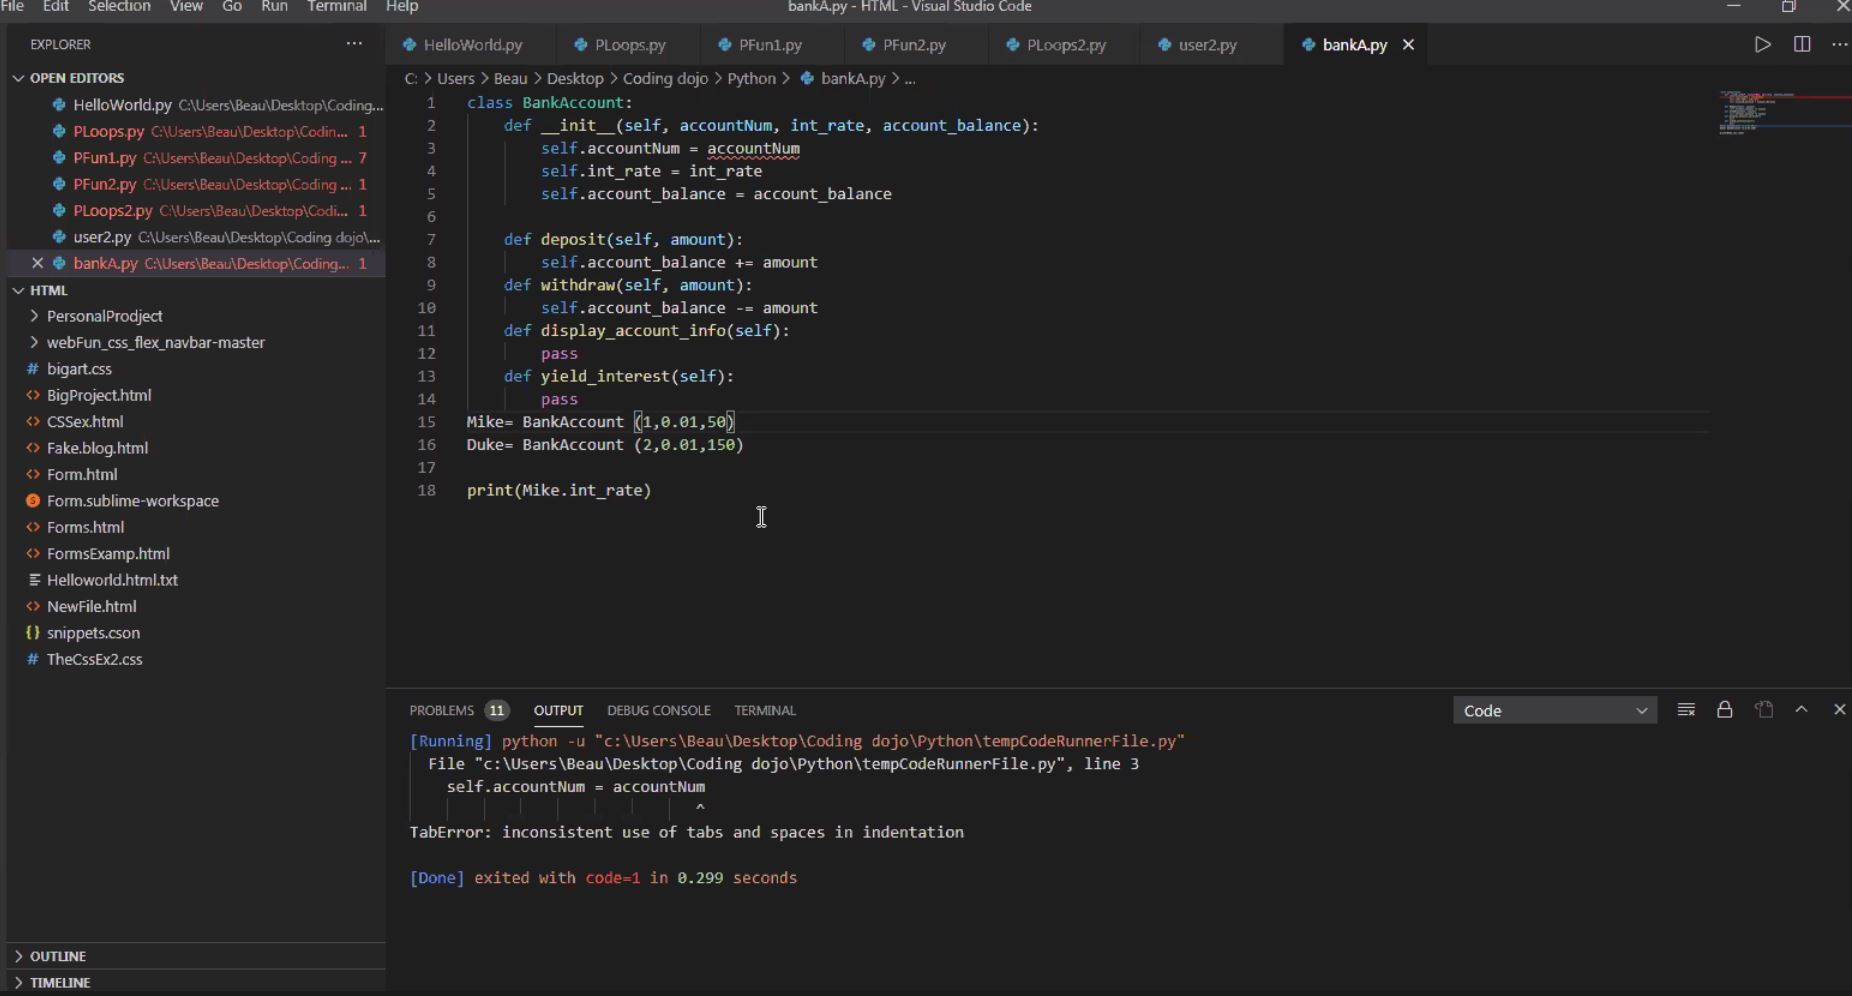 File Edit Selection View Go Run Terminal Help bankA.py - HTML - Visual Studio Code
EXPLORER ...
HelloWorld.py PLoops.py PFun1.py PFun2.py PLoops2.py user2.py bankA.py
OPEN EDITORS
HelloWorld.py C:\Users\Beau\Desktop\Coding...
PLoops.py C:\Users\Beau\Desktop\Codin... 1
PFun1.py C:\Users\Beau\Desktop\Coding ... 7
PFun2.py C:\Users\Beau\Desktop\Coding ... 1
PLoops2.py C:\Users\Beau\Desktop\Codi... 1
user2.py C:\Users\Beau\Desktop\Coding dojo\...
bankA.py C:\Users\Beau\Desktop\Coding... 1
HTML
PersonalProdject
webFun_css_flex_navbar-master
bigart.css
BigProject.html
CSSex.html
Fake.blog.html
Form.html
Form.sublime-workspace
Forms.html
FormsExamp.html
Helloworld.html.txt
NewFile.html
snippets.cson
TheCssEx2.css
OUTLINE
TIMELINE
C: > Users > Beau > Desktop > Coding dojo > Python > bankA.py > ...
1 class BankAccount:
2 def __init__(self, accountNum, int_rate, account_balance):
3 self.accountNum = accountNum
4 self.int_rate = int_rate
5 self.account_balance = account_balance
6
7 def deposit(self, amount):
8 self.account_balance += amount
9 def withdraw(self, amount):
10 self.account_balance -= amount
11 def display_account_info(self):
12 pass
13 def yield_interest(self):
14 pass
15 Mike= BankAccount (1,0.01,50)
16 Duke= BankAccount (2,0.01,150)
17
18 print(Mike.int_rate)
PROBLEMS 11 OUTPUT DEBUG CONSOLE TERMINAL Code
[Running] python -u "c:\Users\Beau\Desktop\Coding dojo\Python\tempCodeRunnerFile.py"
File "c:\Users\Beau\Desktop\Coding dojo\Python\tempCodeRunnerFile.py", line 3
self.accountNum = accountNum
^
TabError: inconsistent use of tabs and spaces in indentation
[Done] exited with code=1 in 0.299 seconds